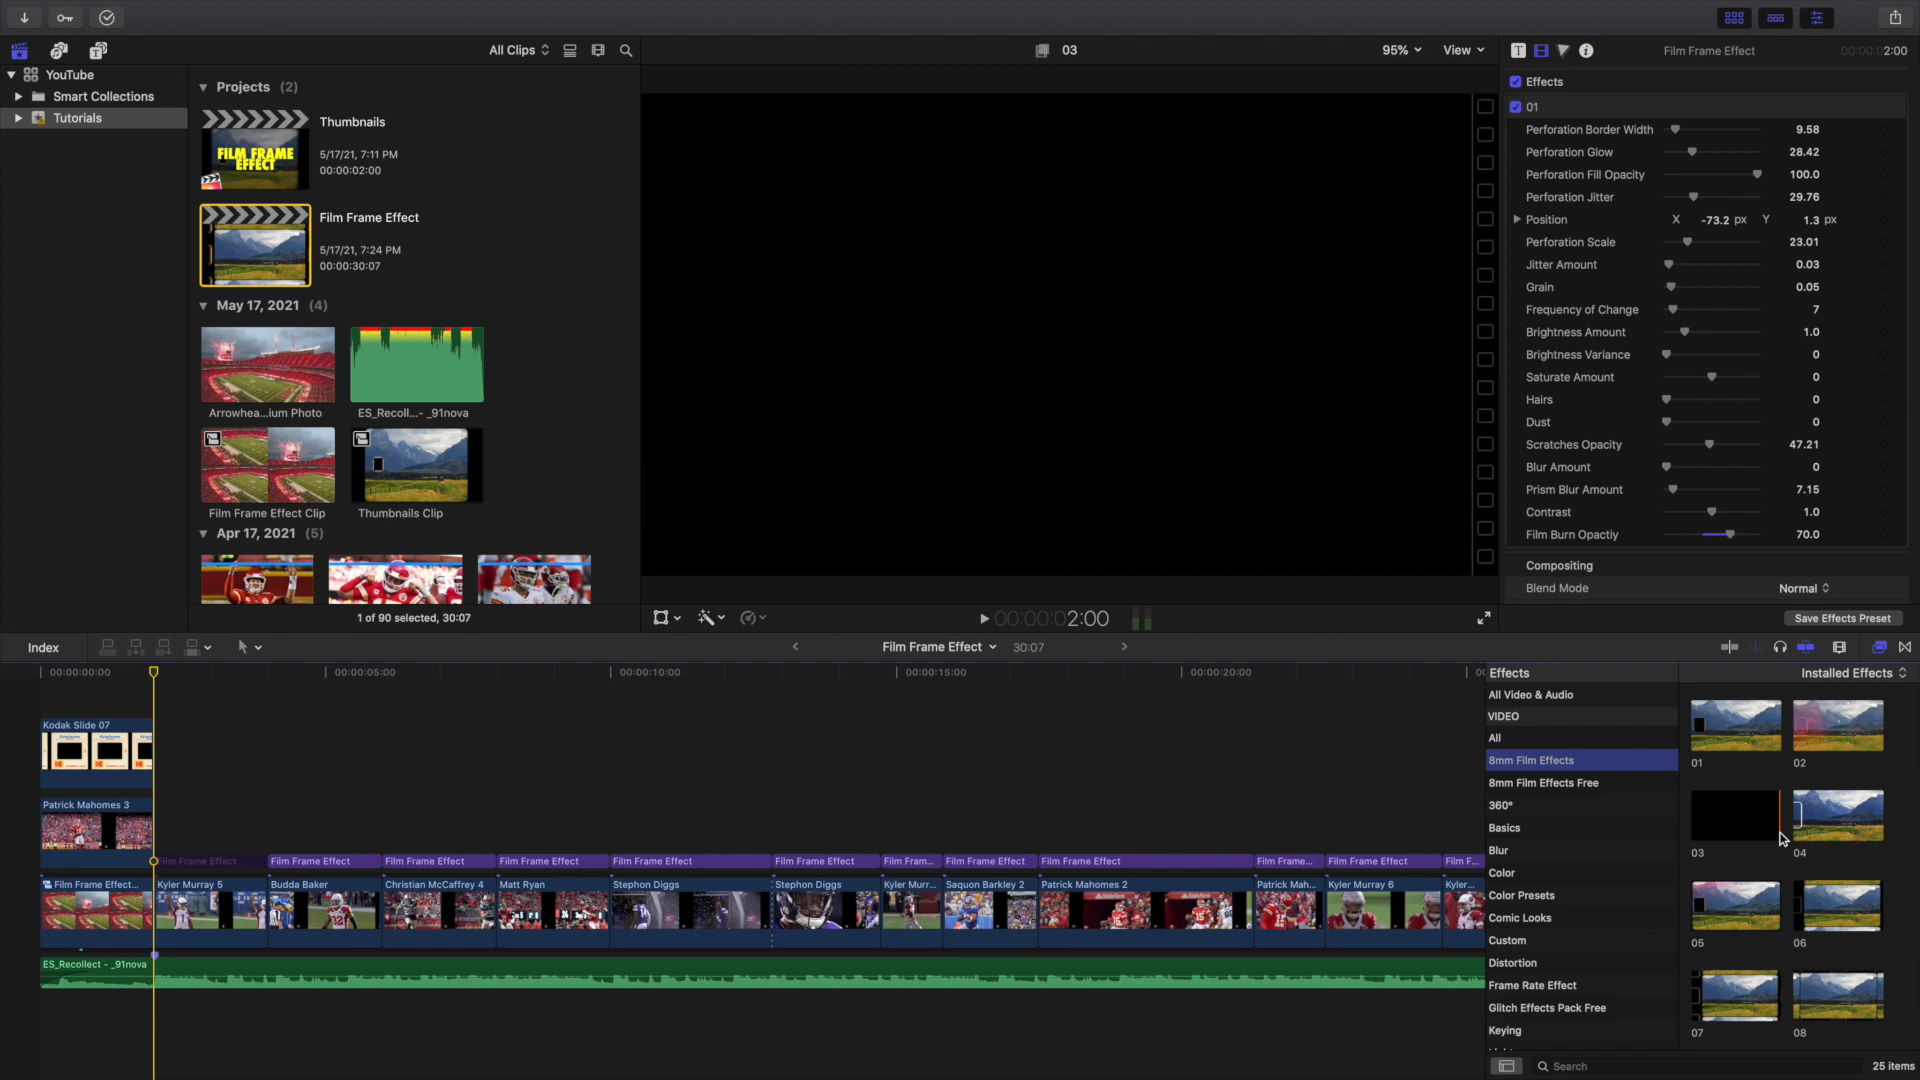 All Clips
03
95%
View
Film Frame Effect
00:00:02:00
YouTube
Smart Collections
Tutorials
Projects (2)
FILM FRAME
EFFECT
Thumbnails
5/17/21, 7:11 PM
00:00:02:00
Film Frame Effect
5/17/21, 7:24 PM
00:00:30:07
May 17, 2021 (4)
Arrowhea...ium Photo
ES_Recoll...- _91nova
Film Frame Effect Clip
Thumbnails Clip
Apr 17, 2021 (5)
1 of 90 selected, 30:07
00:00:00:02:00
Effects
01
Perforation Border Width 9.58
Perforation Glow 28.42
Perforation Fill Opacity 100.0
Perforation Jitter 29.76
Position X -73.2 px Y 1.3 px
Perforation Scale 23.01
Jitter Amount 0.03
Grain 0.05
Frequency of Change 7
Brightness Amount 1.0
Brightness Variance 0
Saturate Amount 0
Hairs 0
Dust 0
Scratches Opacity 47.21
Blur Amount 0
Prism Blur Amount 7.15
Contrast 1.0
Film Burn Opactiy 70.0
Compositing
Blend Mode Normal
Save Effects Preset
Index
Film Frame Effect
30:07
00:00:00:00
00:00:05:00
00:00:10:00
00:00:15:00
00:00:20:00
Kodak Slide 07
Patrick Mahomes 3
Film Frame Effect
Film Frame Effect
Film Frame Effect
Film Frame Effect
Film Frame Effect
Film Frame Effect
Film Fram...
Film Frame Effect
Film Frame Effect
Film Frame...
Film Frame Effect
Film F...
Film Frame Effect...
Kyler Murray 5
Budda Baker
Christian McCaffrey 4
Matt Ryan
Stephon Diggs
Stephon Diggs
Kyler Murr...
Saquon Barkley 2
Patrick Mahomes 2
Patrick Mah...
Kyler Murray 6
Kyler...
ES_Recollect - _91nova
Effects
Installed Effects
All Video & Audio
VIDEO
All
8mm Film Effects
8mm Film Effects Free
360°
Basics
Blur
Color
Color Presets
Comic Looks
Custom
Distortion
Frame Rate Effect
Glitch Effects Pack Free
Keying
01
02
03
04
05
06
07
08
Search
25 items